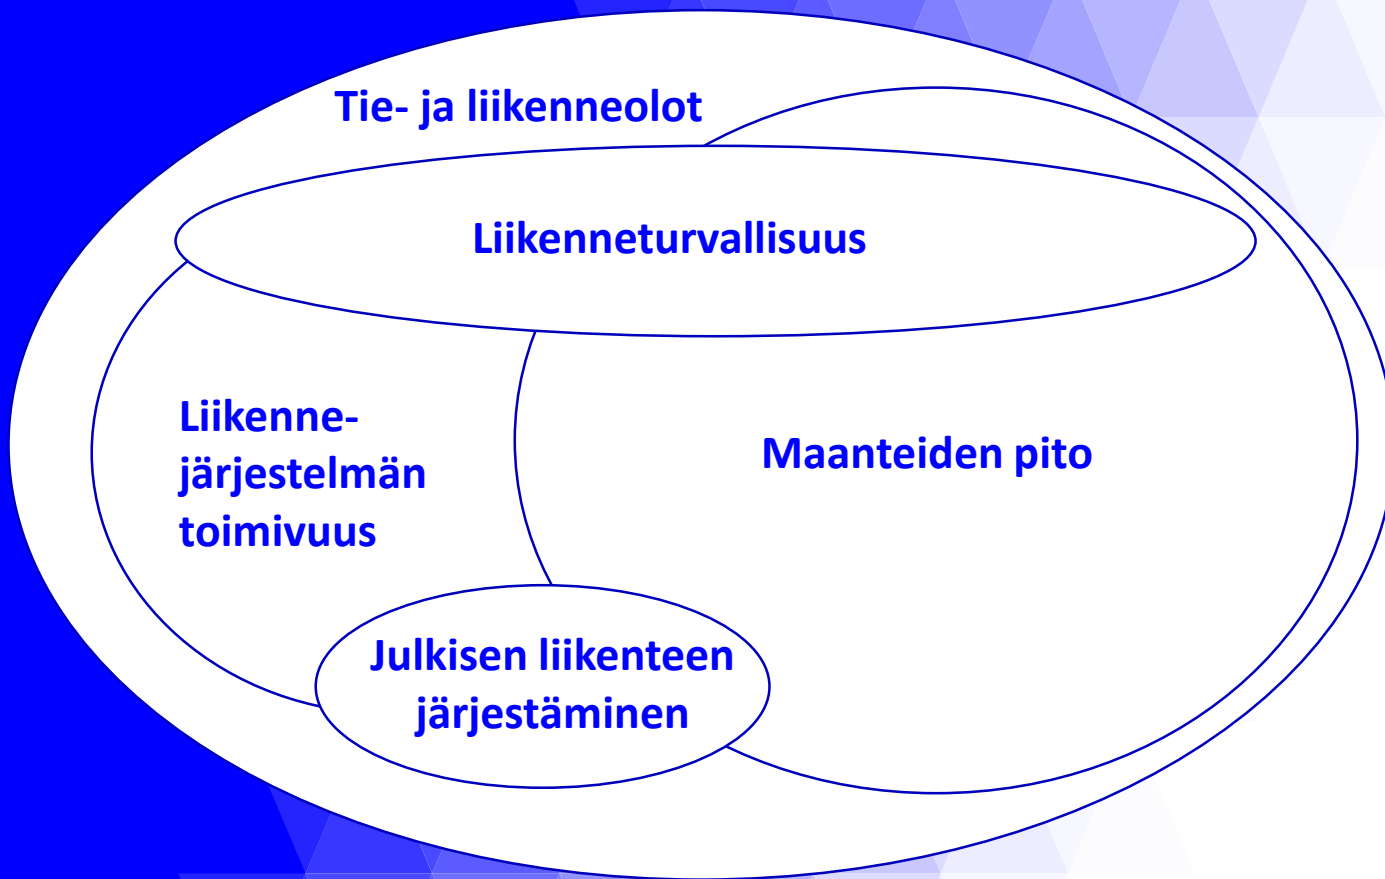 Tie- ja liikenneolot
Liikenneturvallisuus
Liikenne-
järjestelmän
toimivuus
Maanteiden pito
Julkisen liikenteen
järjestäminen